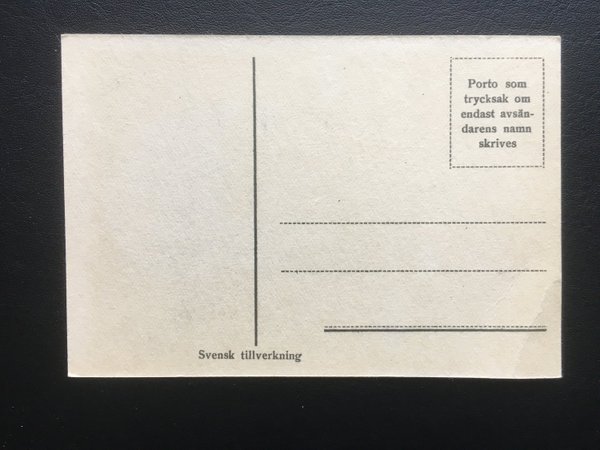 Porto som
trycksak om
endast avsän-
darens namn
skrives
Svensk tillverkning